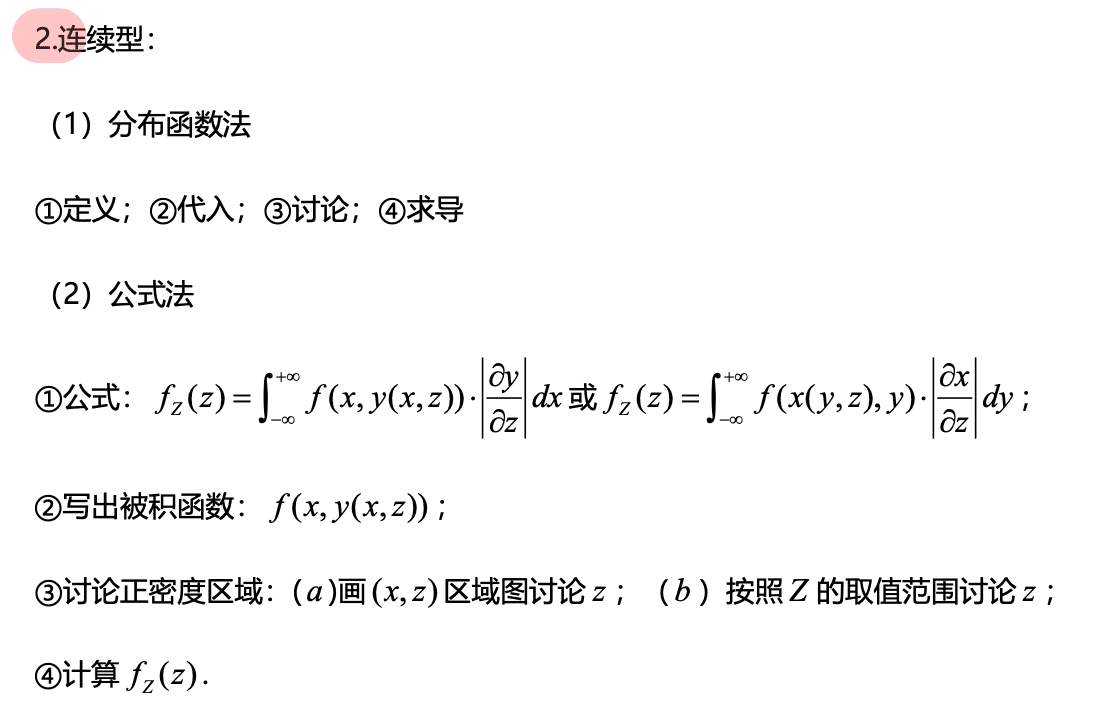 2.连续型：
（1）分布函数法
①定义；②代入；③讨论；④求导
（2）公式法
①公式： $f_Z(z)=\int_{-\infty}^{+\infty} f(x,y(x,z))\cdot\left|\frac{\partial y}{\partial z}\right|dx$ 或 $f_Z(z)=\int_{-\infty}^{+\infty} f(x(y,z),y)\cdot\left|\frac{\partial x}{\partial z}\right|dy$；
②写出被积函数： $f(x,y(x,z))$；
③讨论正密度区域：（$a$）画$(x,z)$区域图讨论$z$；（$b$）按照$Z$的取值范围讨论$z$；
④计算 $f_Z(z)$.